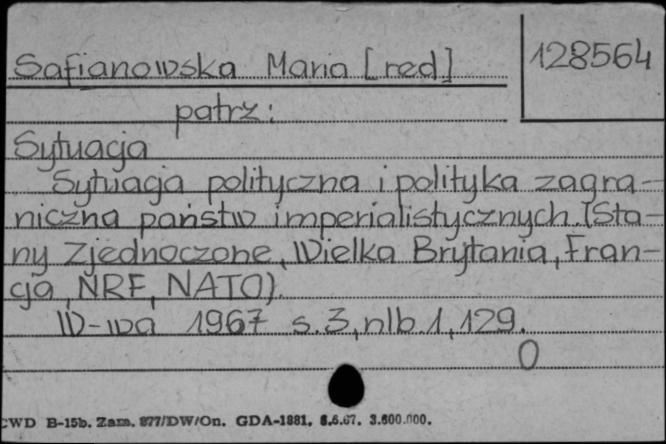 Safianowska Maria [red]
128564
patrz:
Sytuacja
Sytuacja polityczna i polityka zagra-
niczna państw imperialistycznych. (Sta-
ny Zjednoczone, Wielka Brytania, Fran-
cja, NRF, NATO).
W-wa 1967 s. 3, nlb. 1, 129.
0
CWD B-15b. Zam. 877/DW/On. GDA-1881. 8.6.67. 3.600.000.